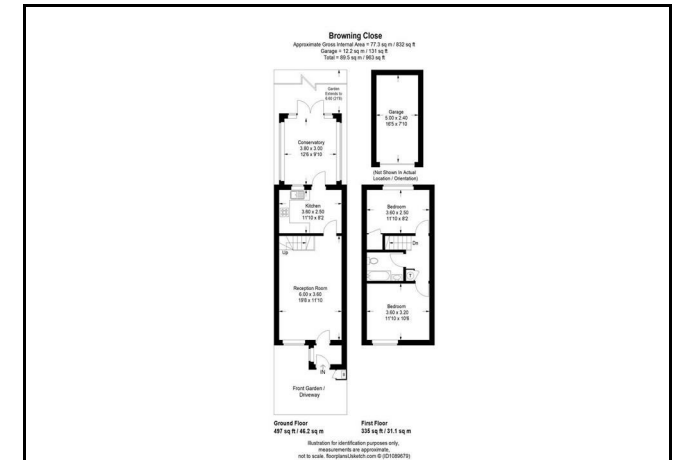 Browning Close
Approximate Gross Internal Area = 77.3 sq m / 832 sq ft
Garage = 12.2 sq m / 131 sq ft
Total = 89.5 sq m / 963 sq ft
Garden
Extends to
Conservatory
3.80 x 3.00
12'6 x 9'10
Garage
5.00 x 2.40
16'5 x 7'10
(Not Shown In Actual
Location / Orientation)
Kitchen
3.60 x 2.50
11'10 x 8'2
Bedroom
3.60 x 2.50
11'10 x 8'2
Up
Dn
Reception Room
6.00 x 3.60
19'8 x 11'10
Bedroom
3.60 x 3.20
11'10 x 10'6
IN
Front Garden /
Driveway
Ground Floor
497 sq ft / 46.2 sq m
First Floor
335 sq ft / 31.1 sq m
Illustration for identification purposes only,
measurements are approximate,
not to scale. floorplansUsketch.com © (ID1089679)